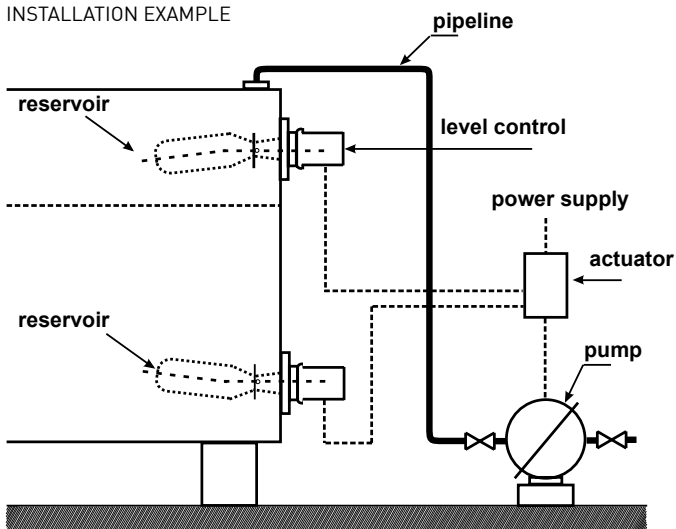 INSTALLATION EXAMPLE
pipeline
reservoir
level control
power supply
actuator
reservoir
pump